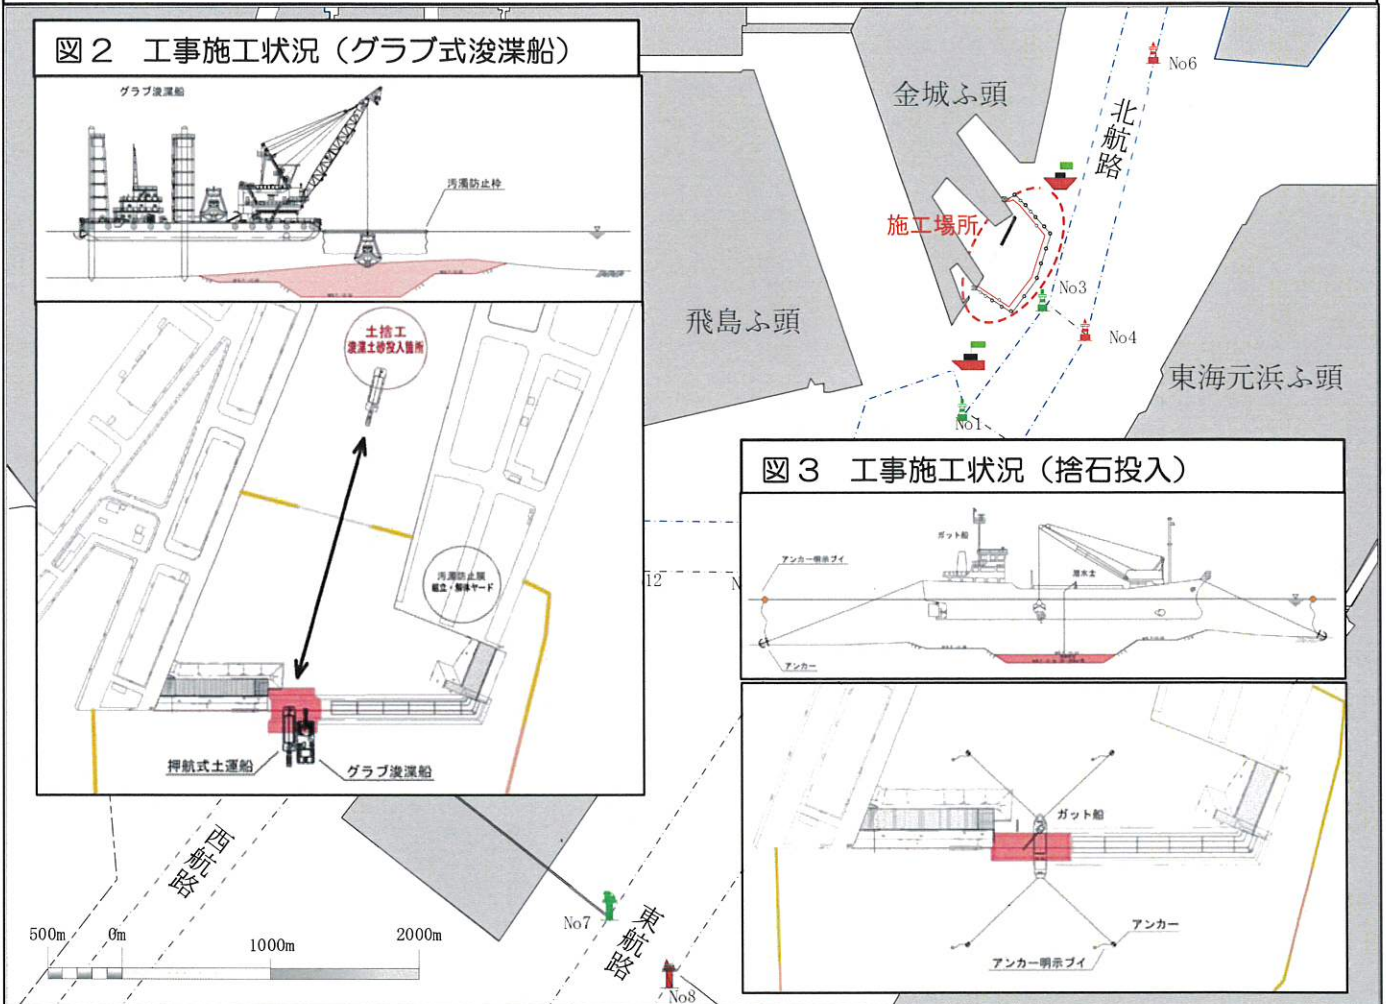 図２　工事施工状況（グラブ式浚渫船）
グラブ浚渫船
汚濁防止枠
土捨工
浚渫土砂投入箇所
汚濁防止膜
組立・解体ヤード
押航式土運船
グラブ浚渫船
金城ふ頭
No6
北航路
施工場所
No3
飛島ふ頭
No4
東海元浜ふ頭
No1
12
N
図３　工事施工状況（捨石投入）
ガット船
アンカー明示ブイ
潜水士
アンカー
ガット船
アンカー
アンカー明示ブイ
西航路
No7
東航路
No8
500m
0m
1000m
2000m